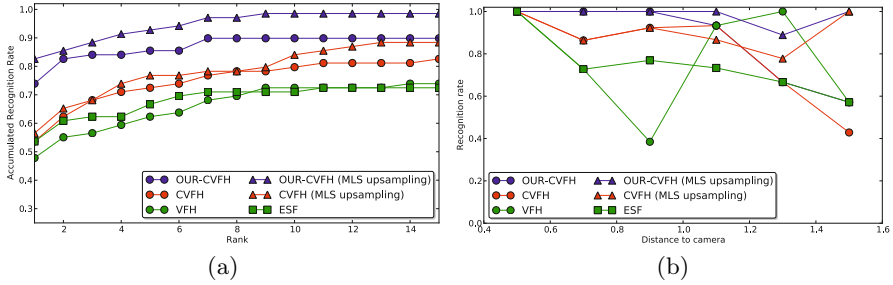 1.0
0.9
0.8
0.7
0.6
0.5
0.4
0.3
Accumulated Recognition Rate
2 4 6 8 10 12 14
Rank
OUR-CVFH OUR-CVFH (MLS upsampling)
CVFH CVFH (MLS upsampling)
VFH ESF
(a)
1.0
0.8
0.6
0.4
0.2
0.0
Recognition rate
0.4 0.6 0.8 1.0 1.2 1.4 1.6
Distance to camera
OUR-CVFH OUR-CVFH (MLS upsampling)
CVFH CVFH (MLS upsampling)
VFH ESF
(b)